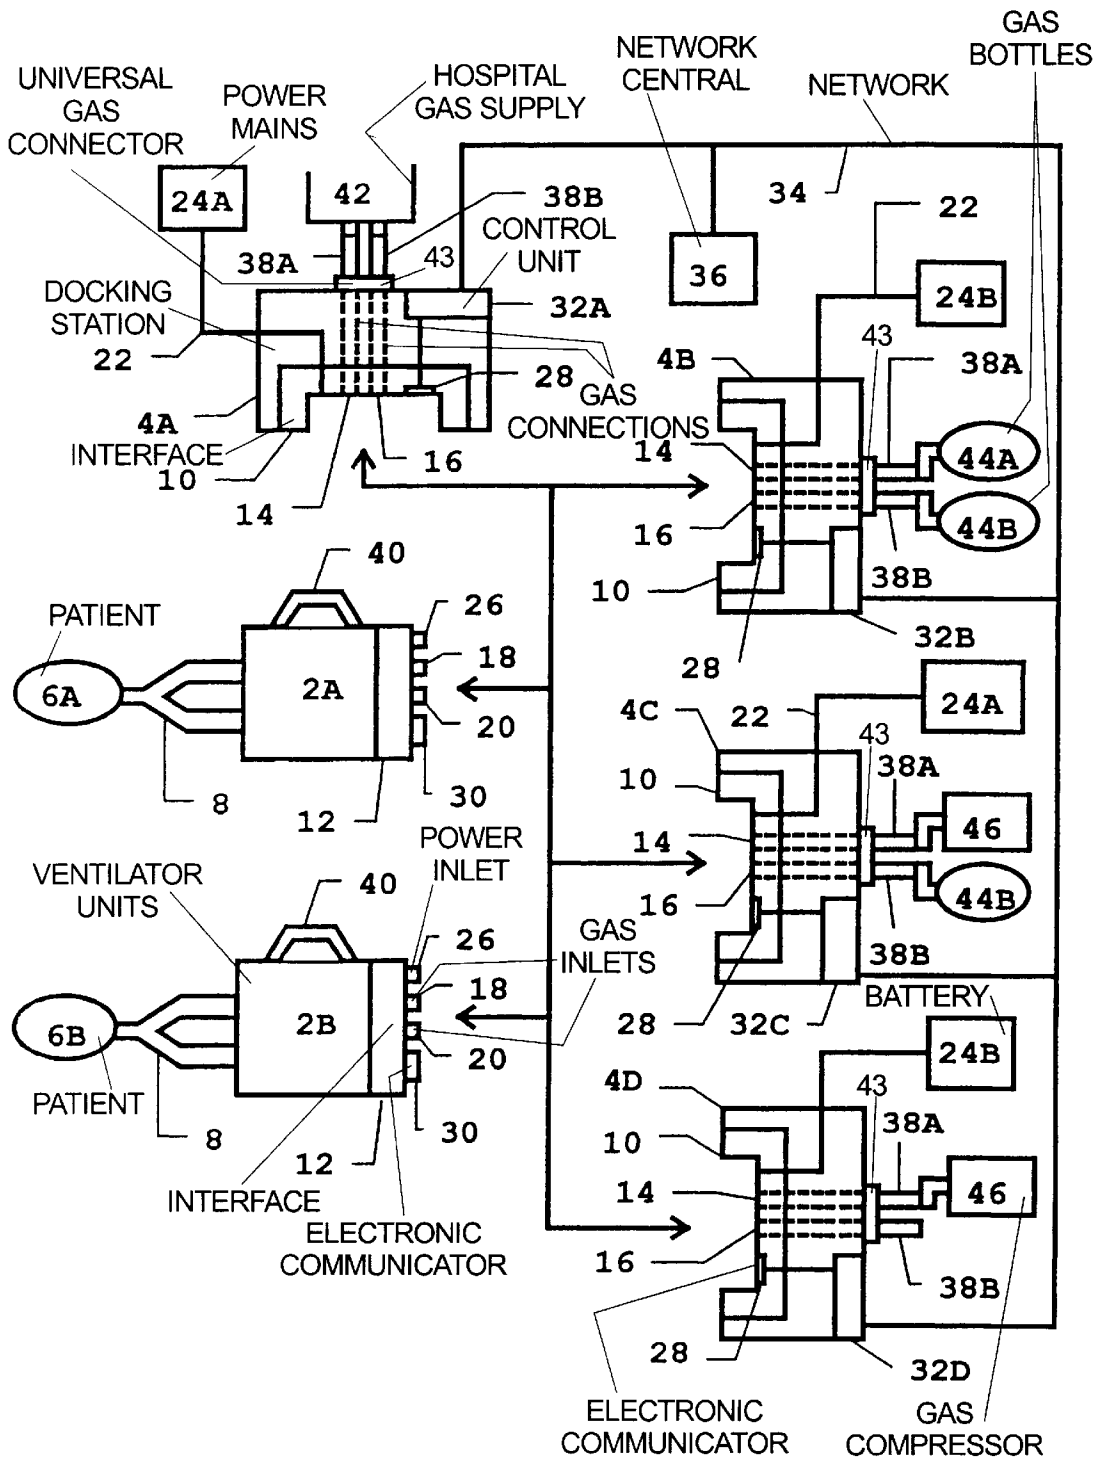 GAS
BOTTLES
NETWORK
CENTRAL
NETWORK
UNIVERSAL
GAS
CONNECTOR
POWER
MAINS
HOSPITAL
GAS SUPPLY
24A
42
38B
34
22
CONTROL
UNIT
38A
43
36
24B
DOCKING
STATION
32A
43
22
28
4B
38A
GAS
CONNECTIONS
4A
INTERFACE
10
16
14
14
44A
16
44B
38B
10
40
26
PATIENT
18
28
32B
6A
2A
20
4C
22
24A
43
38A
10
8
30
12
14
46
POWER
INLET
VENTILATOR
UNITS
40
16
44B
26
GAS
INLETS
38B
18
BATTERY
6B
2B
28
32C
20
24B
4D
43
PATIENT
8
30
10
38A
12
INTERFACE
14
46
ELECTRONIC
COMMUNICATOR
16
38B
28
32D
ELECTRONIC
COMMUNICATOR
GAS
COMPRESSOR